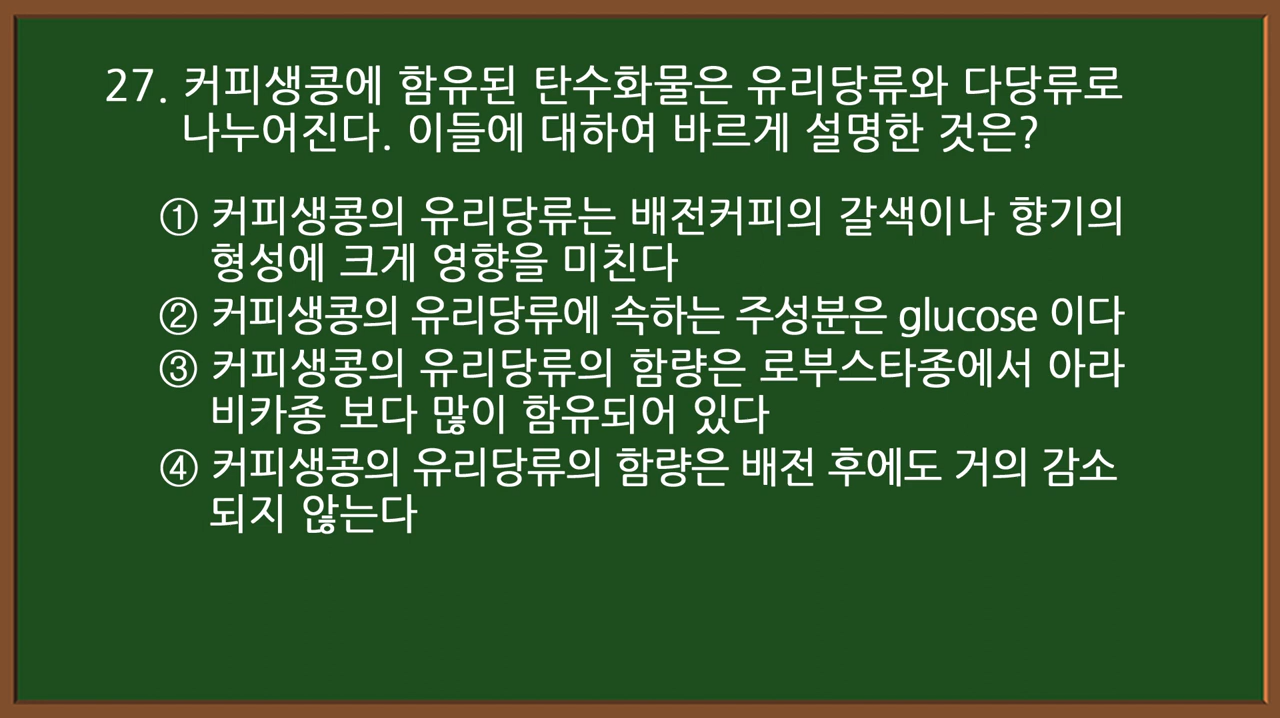 27. 커피생콩에 함유된 탄수화물은 유리당류와 다당류로
나누어진다. 이들에 대하여 바르게 설명한 것은?
① 커피생콩의 유리당류는 배전커피의 갈색이나 향기의
형성에 크게 영향을 미친다
② 커피생콩의 유리당류에 속하는 주성분은 glucose 이다
③ 커피생콩의 유리당류의 함량은 로부스타종에서 아라
비카종 보다 많이 함유되어 있다
④ 커피생콩의 유리당류의 함량은 배전 후에도 거의 감소
되지 않는다